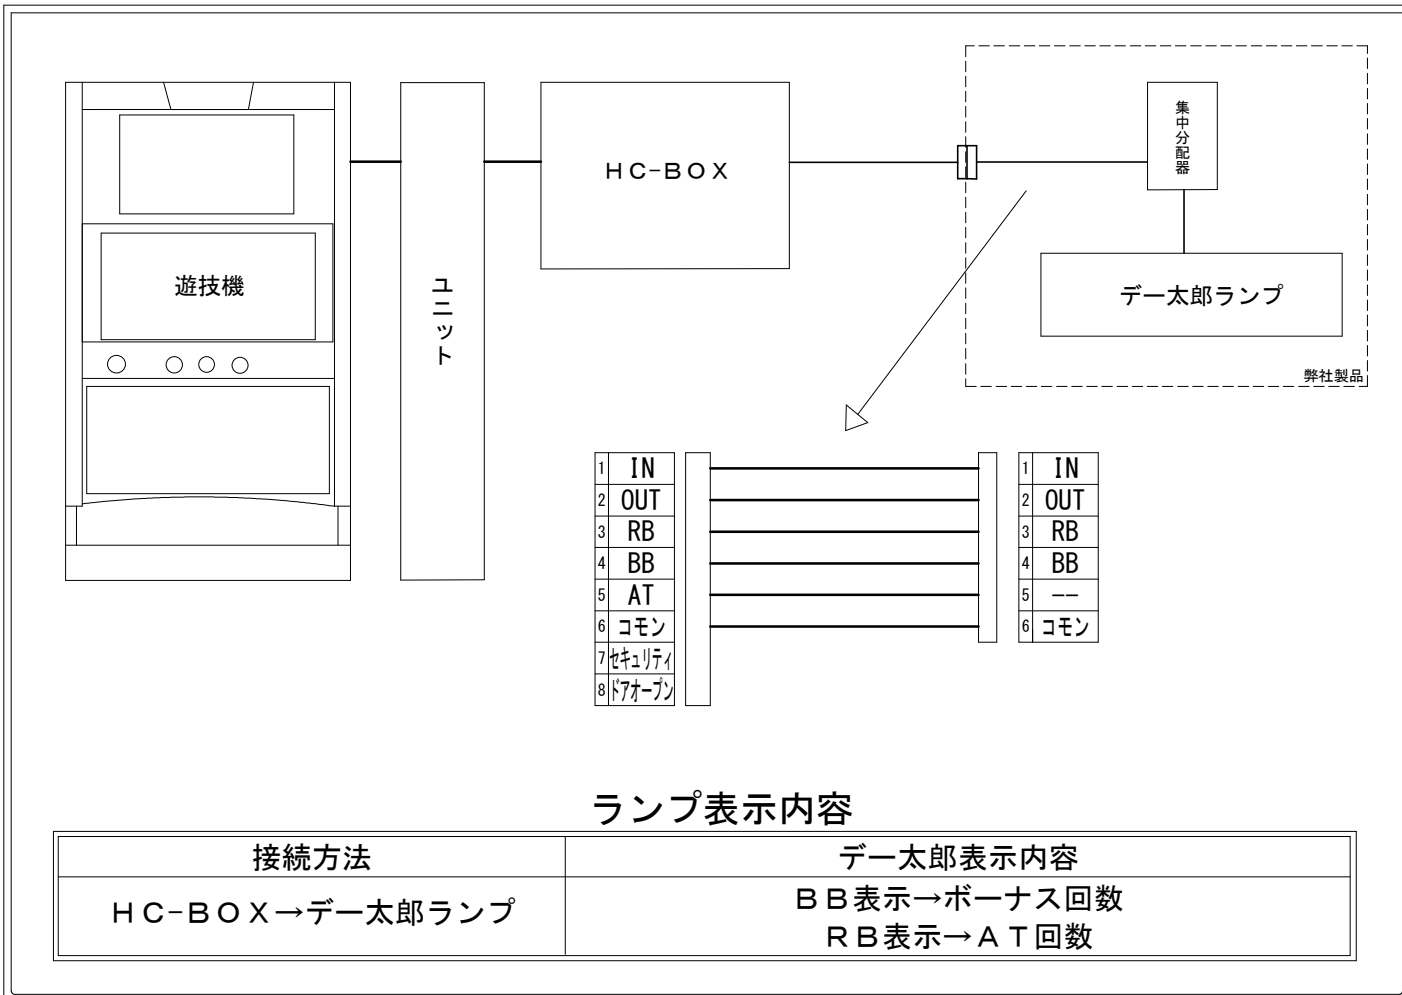 遊技機
ユニット
HC-BOX
集中分配器
デー太郎ランプ
弊社製品
1 IN
2 OUT
3 RB
4 BB
5 AT
6 コモン
7 セキュリティ
8 ドアオープン
1 IN
2 OUT
3 RB
4 BB
5 --
6 コモン
ランプ表示内容
接続方法
デー太郎表示内容
HC-BOX→デー太郎ランプ
BB表示→ボーナス回数
RB表示→AT回数